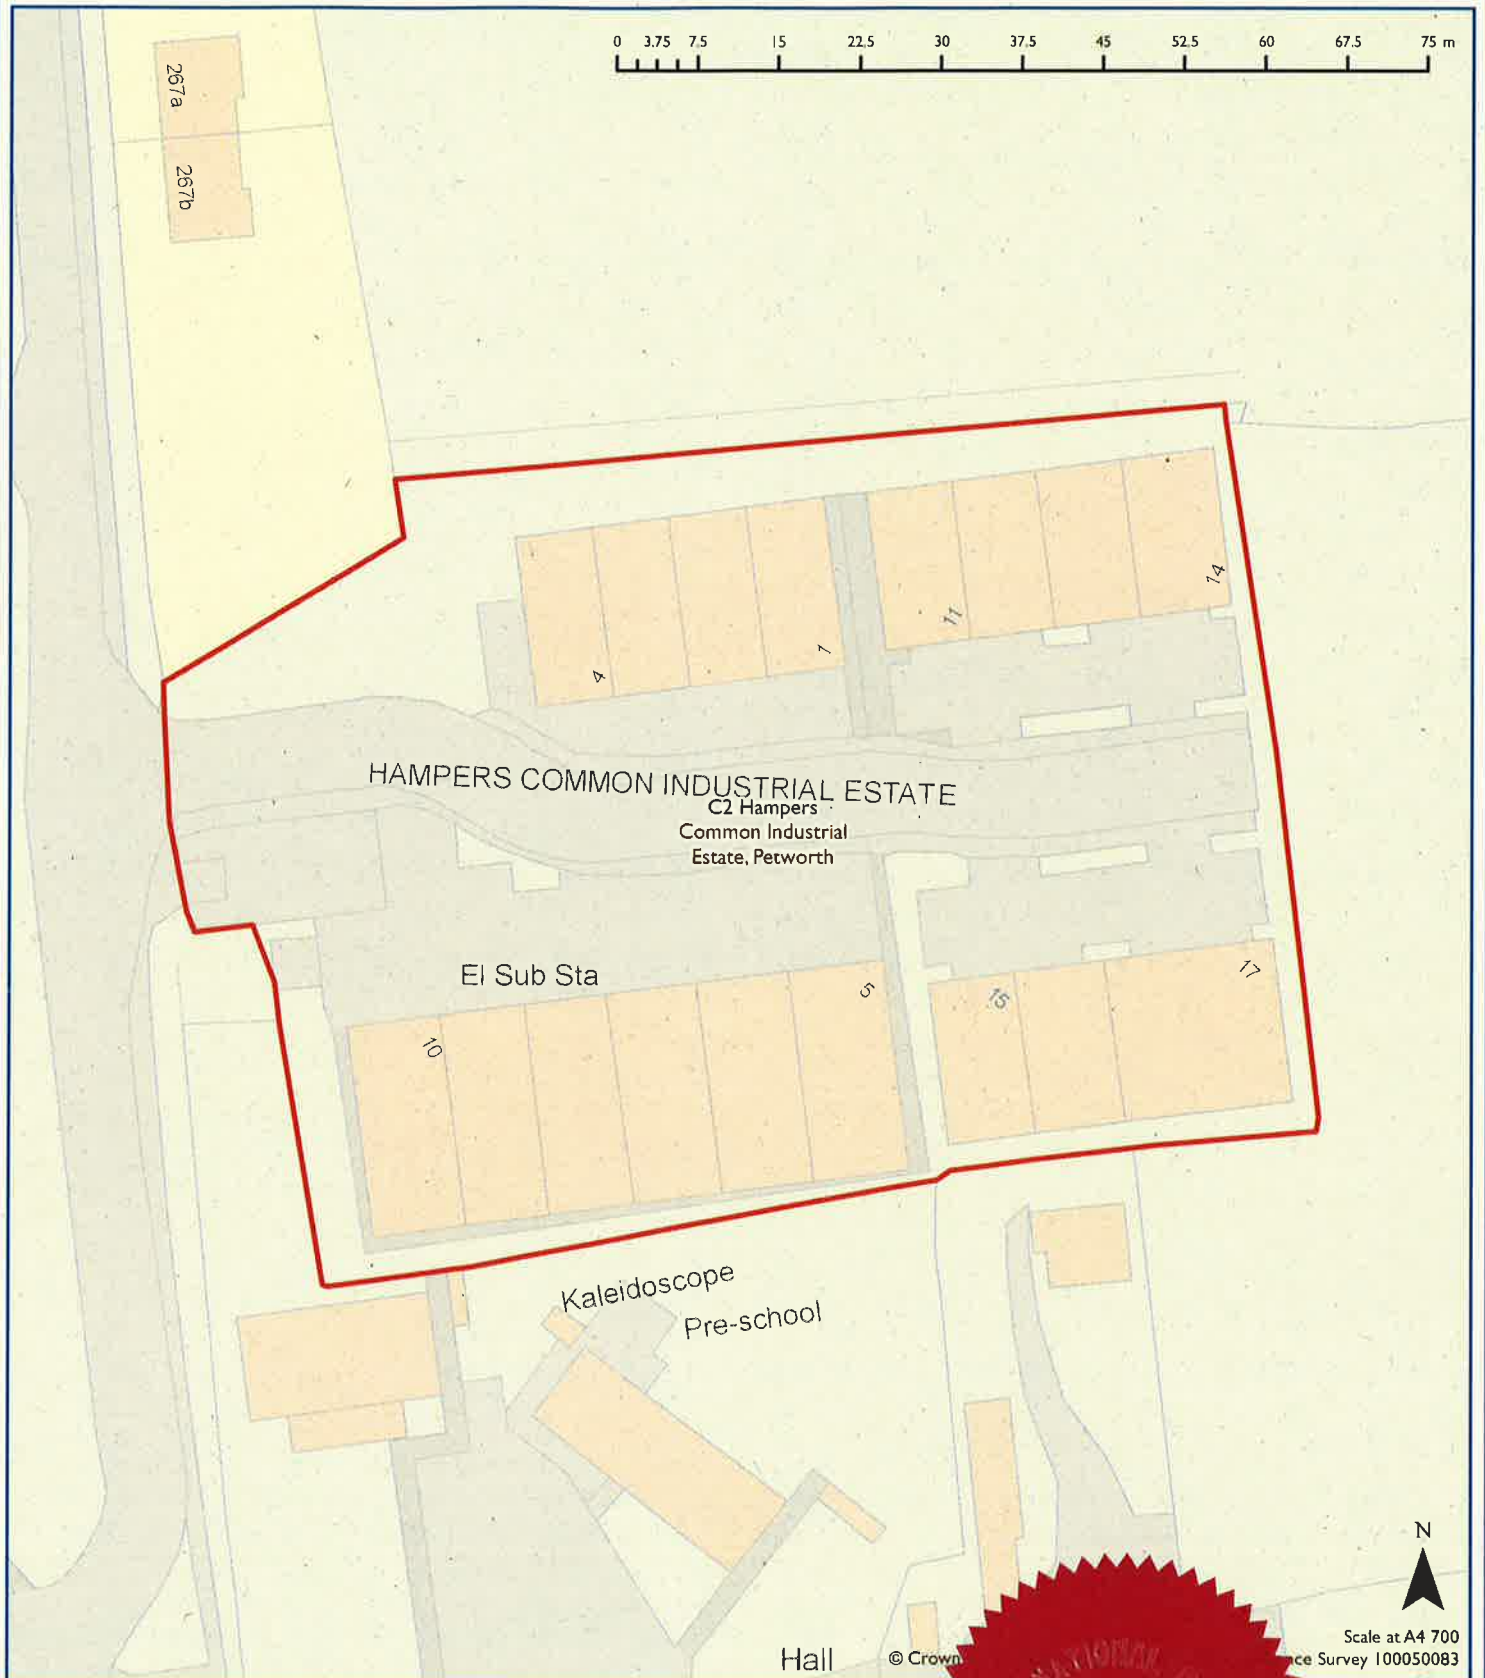 0 3.75 7.5 15 22.5 30 37.5 45 52.5 60 67.5 75 m
267a
267b
14
11
1
4
HAMPERS COMMON INDUSTRIAL ESTATE
C2 Hampers
Common Industrial
Estate, Petworth
El Sub Sta
5
17
15
10
Kaleidoscope
Pre-school
N
Scale at A4 700
Hall
© Crown
nce Survey 100050083